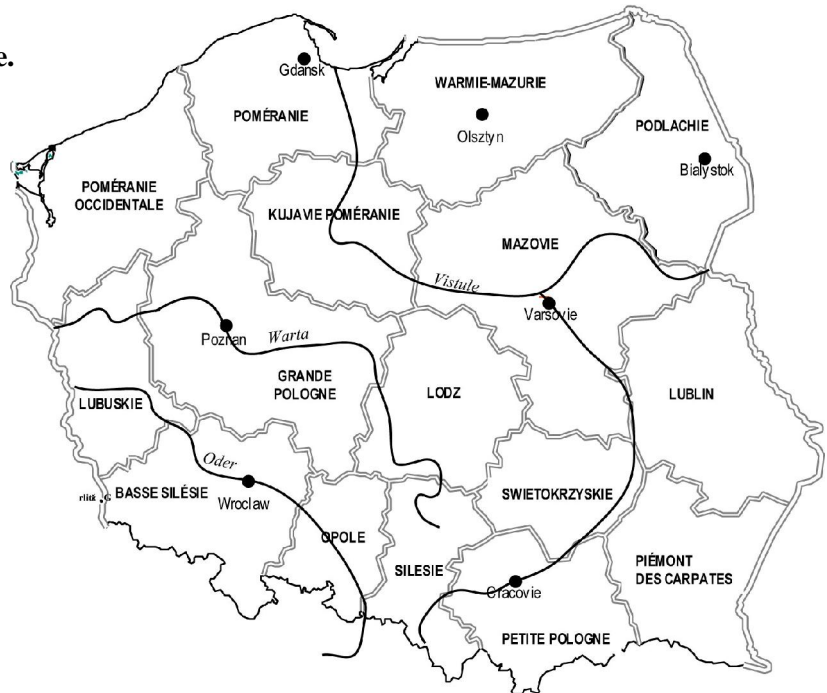 e.
Gdansk
WARMIE-MAZURIE
POMÉRANIE
Olsztyn
PODLACHIE
Bialystok
POMÉRANIE
OCCIDENTALE
KUJAVIE POMÉRANIE
MAZOVIE
Vistule
Varsovie
Poznan
Warta
GRANDE
POLOGNE
LODZ
LUBLIN
LUBUSKIE
Oder
BASSE SILÉSIE
Wroclaw
SWIETOKRZYSKIE
OPOLE
SILESIE
PIÉMONT
DES CARPATES
Cracovie
PETITE POLOGNE